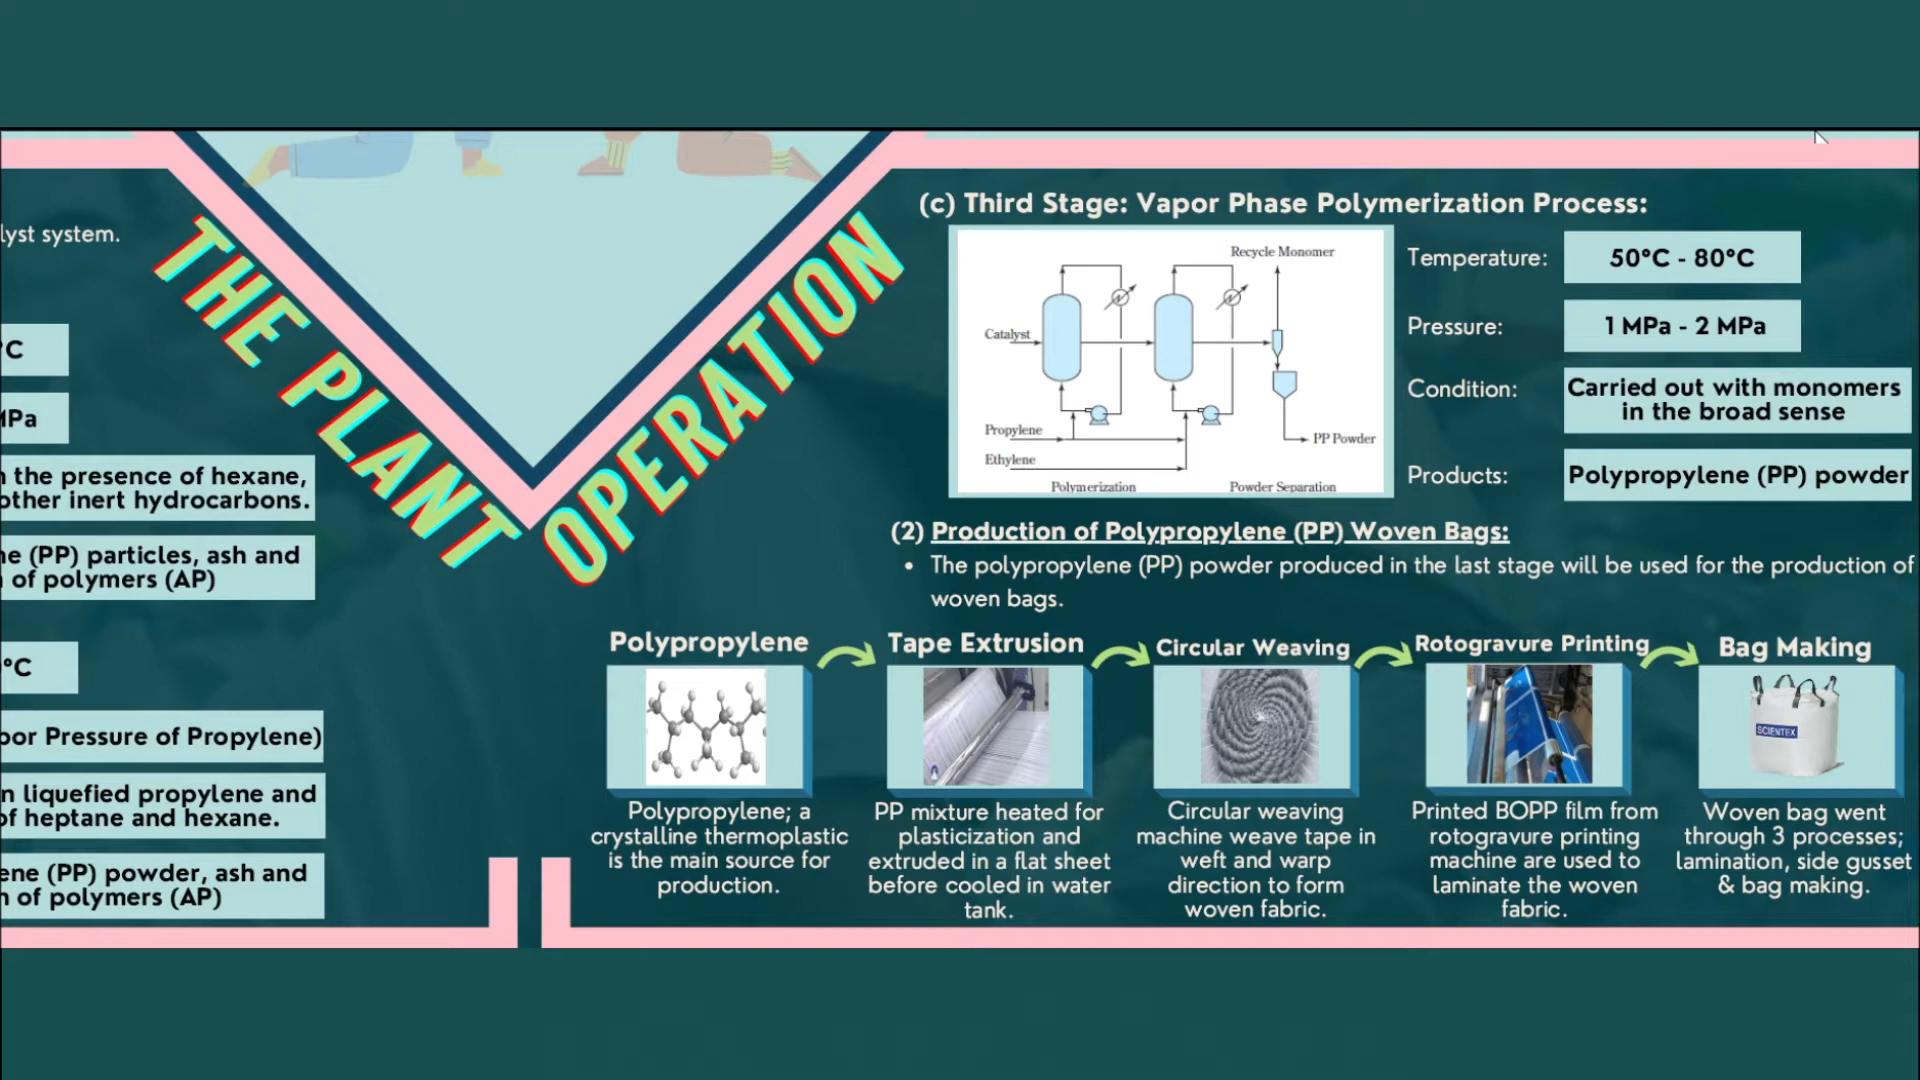 lyst system.
°C
MPa
n the presence of hexane,
other inert hydrocarbons.
ne (PP) particles, ash and
of polymers (AP)
°C
oor Pressure of Propylene)
n liquefied propylene and
of heptane and hexane.
ene (PP) powder, ash and
n of polymers (AP)
THE PLANT
OPERATION
(c) Third Stage: Vapor Phase Polymerization Process:
Recycle Monomer
Catalyst
Propylene
Ethylene
PP Powder
Polymerization
Powder Separation
Temperature:
50°C - 80°C
Pressure:
1 MPa - 2 MPa
Condition:
Carried out with monomers
in the broad sense
Products:
Polypropylene (PP) powder
(2) Production of Polypropylene (PP) Woven Bags:
• The polypropylene (PP) powder produced in the last stage will be used for the production of
woven bags.
Polypropylene
Polypropylene; a
crystalline thermoplastic
is the main source for
production.
Tape Extrusion
PP mixture heated for
plasticization and
extruded in a flat sheet
before cooled in water
tank.
Circular Weaving
Circular weaving
machine weave tape in
weft and warp
direction to form
woven fabric.
Rotogravure Printing
Printed BOPP film from
rotogravure printing
machine are used to
laminate the woven
fabric.
Bag Making
SCIENTEX
Woven bag went
through 3 processes;
lamination, side gusset
& bag making.